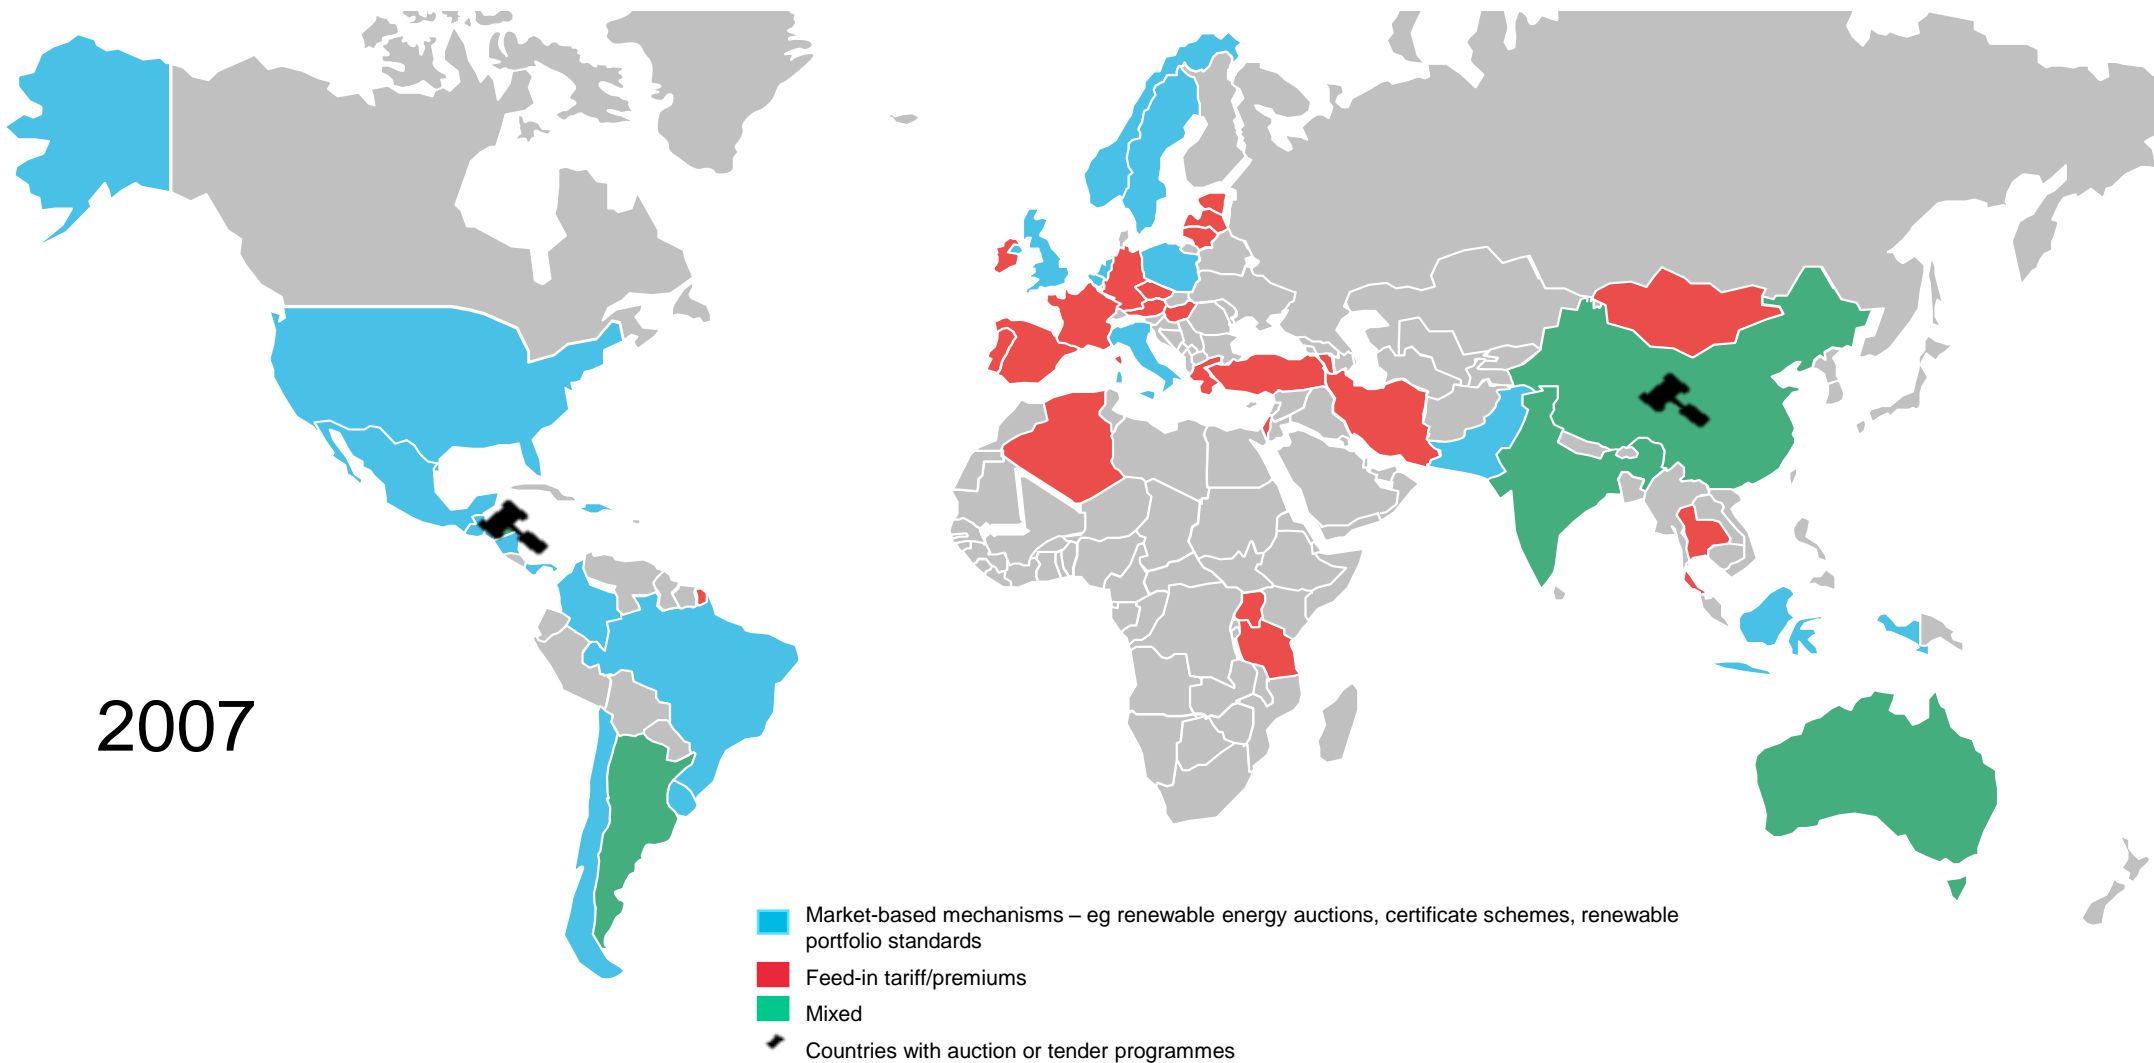 2007
Market-based mechanisms – eg renewable energy auctions, certificate schemes, renewable
portfolio standards
Feed-in tariff/premiums
Mixed
Countries with auction or tender programmes